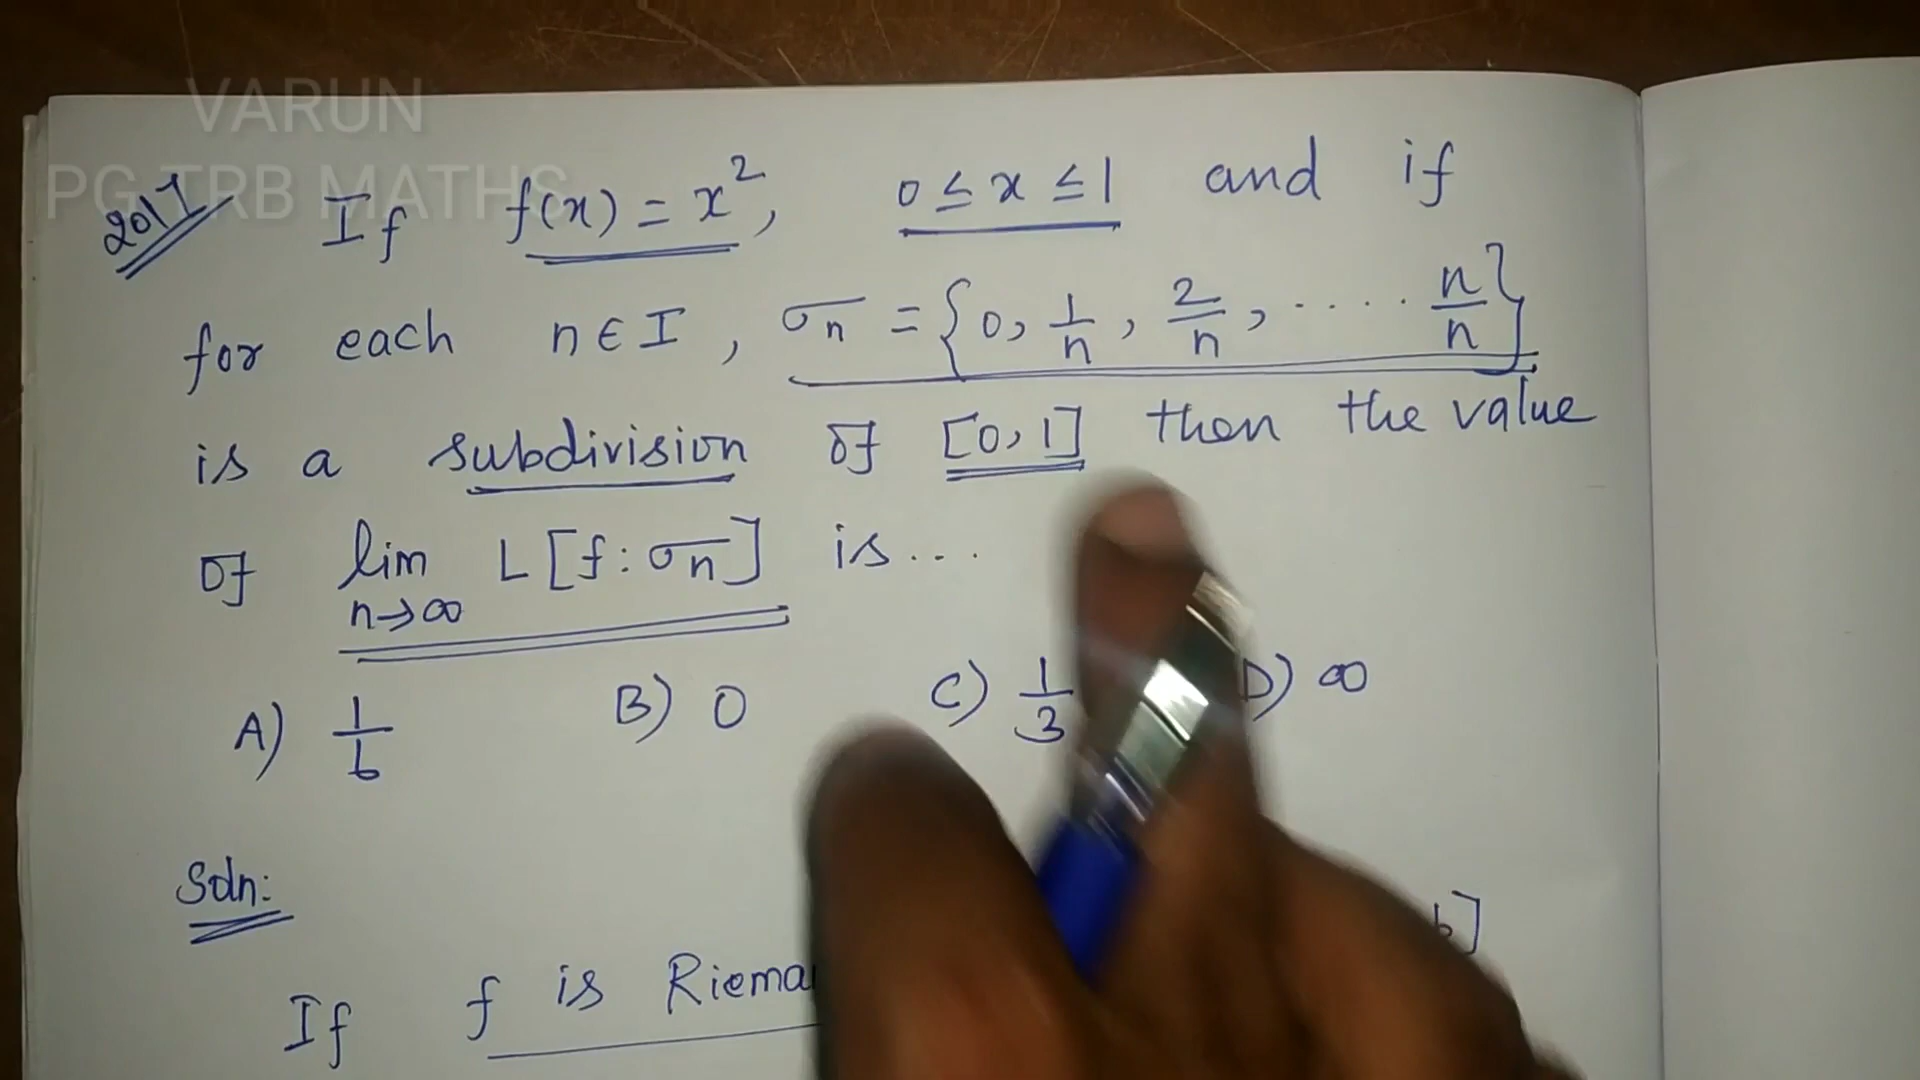 VARUN
PG TRB MATHS
2017 If f(x) = x², 0 ≤ x ≤ 1 and if
for each n ∈ I, σn = {0, 1/n, 2/n, ..... n/n}
is a subdivision of [0, 1] then the value
of lim n→∞ L[f : σn] is...
A) 1/6 B) 0 C) 1/3 D) ∞
Soln:
b]
If f is